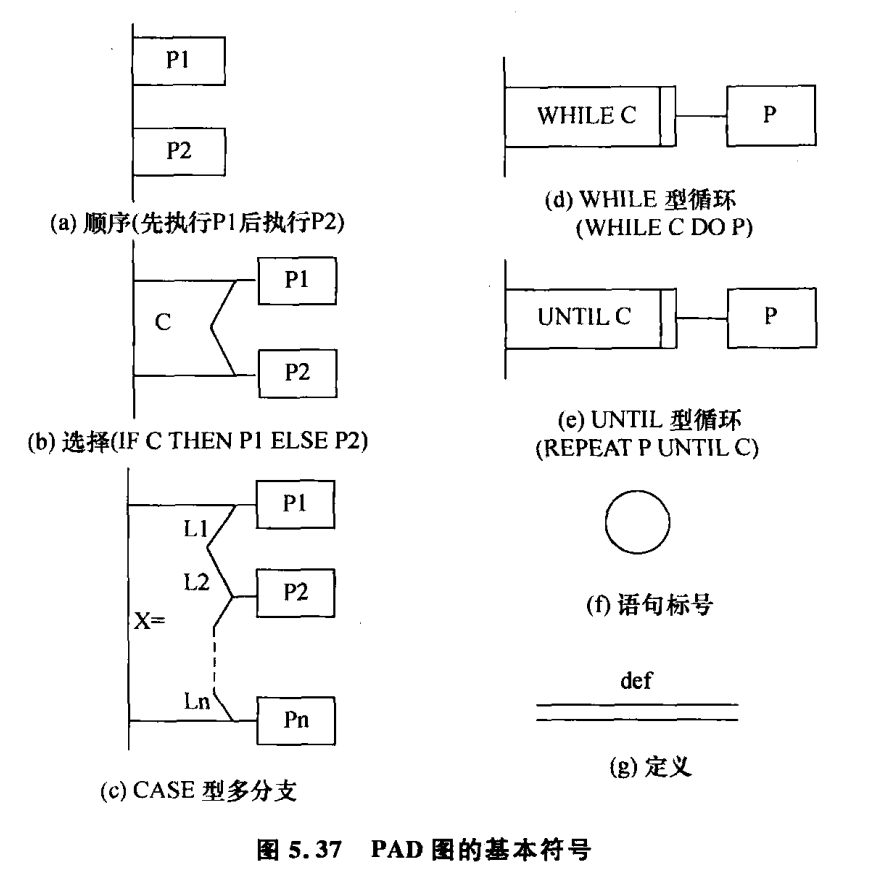 P1
P2
(a) 顺序(先执行P1后执行P2)
C
P1
P2
(b) 选择(IF C THEN P1 ELSE P2)
X=
L1
L2
Ln
P1
P2
Pn
(c) CASE 型多分支
WHILE C
P
(d) WHILE 型循环
(WHILE C DO P)
UNTIL C
P
(e) UNTIL 型循环
(REPEAT P UNTIL C)
(f) 语句标号
def
(g) 定义
图 5.37 PAD 图的基本符号